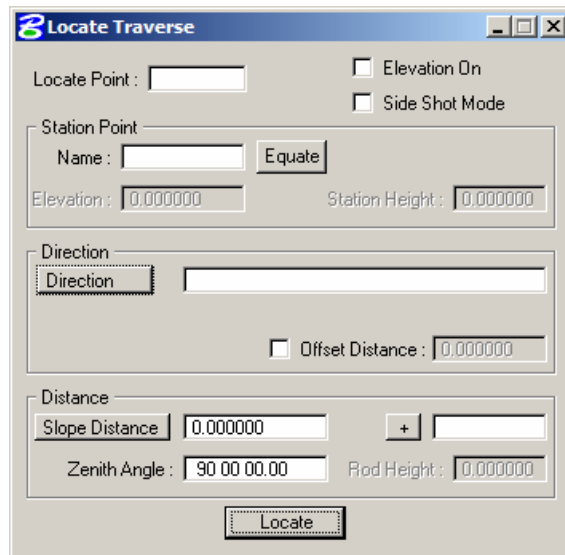 Locate Traverse
Locate Point :
Elevation On
Side Shot Mode
Station Point
Name :
Equate
Elevation : 0.000000
Station Height : 0.000000
Direction
Direction
Offset Distance : 0.000000
Distance
Slope Distance 0.000000
+
Zenith Angle : 90 00 00.00
Rod Height : 0.000000
Locate